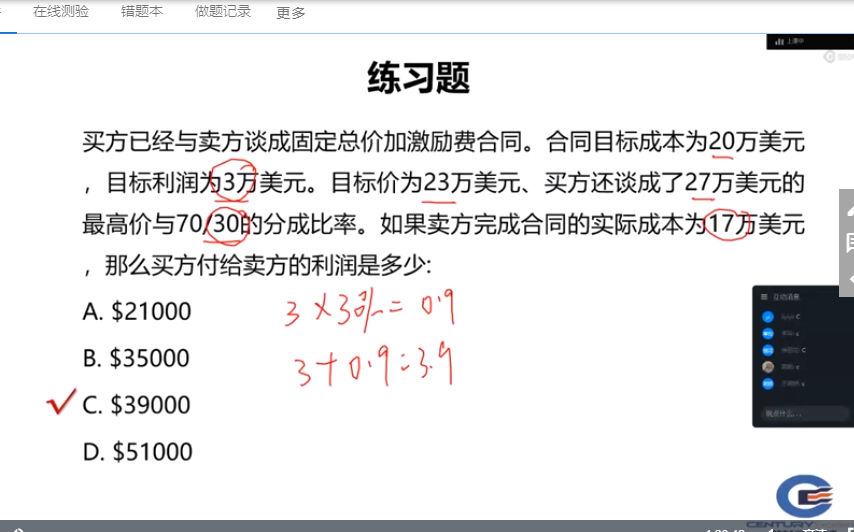 在线测验 错题本 做题记录 更多
上课中
练习题
买方已经与卖方谈成固定总价加激励费合同。合同目标成本为20万美元
，目标利润为3万美元。目标价为23万美元、买方还谈成了27万美元的
最高价与70/30的分成比率。如果卖方完成合同的实际成本为17万美元
，那么买方付给卖方的利润是多少:
A. $21000
3×30%=0.9
B. $35000
3+0.9=3.9
C. $39000
D. $51000
互动消息
说点什么...
CENTURY